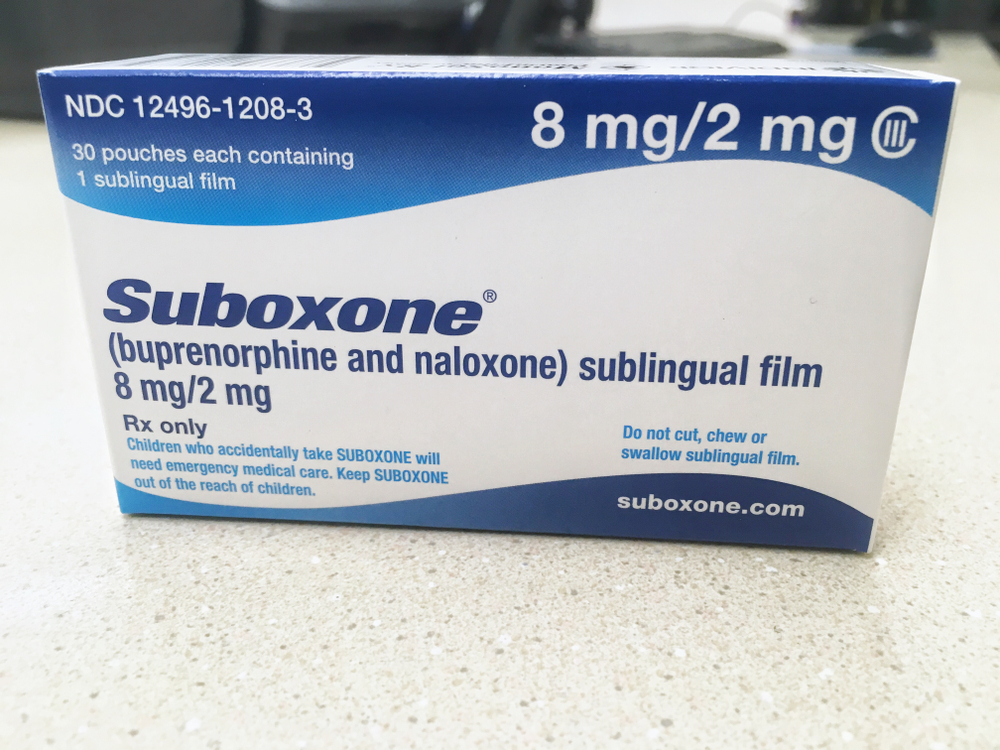 NDC 12496-1208-3
8 mg/2 mg CIII
30 pouches each containing
1 sublingual film
Suboxone®
(buprenorphine and naloxone) sublingual film
8 mg/2 mg
Rx only
Children who accidentally take SUBOXONE will
need emergency medical care. Keep SUBOXONE
out of the reach of children.
Do not cut, chew or
swallow sublingual film.
suboxone.com